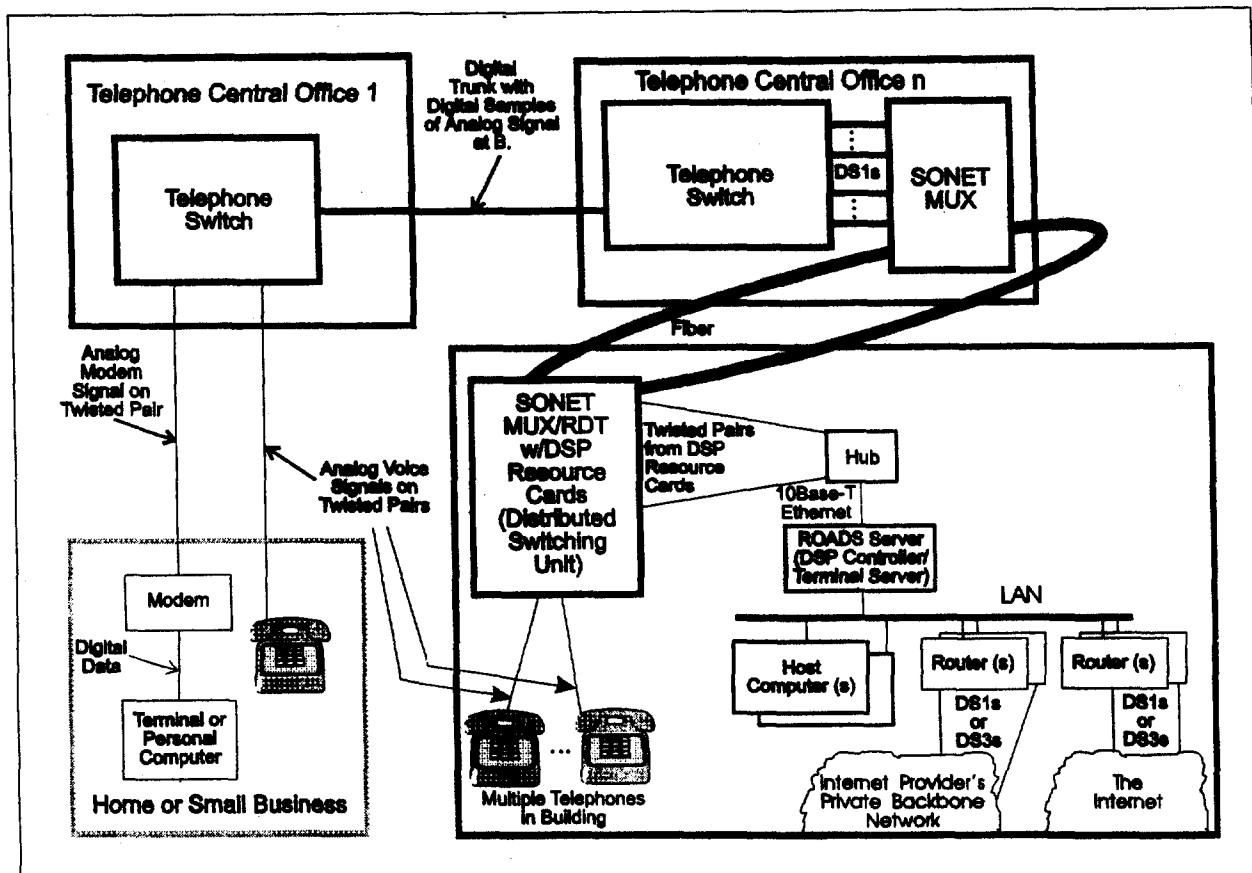 Telephone Central Office 1
Telephone
Switch
Digital
Trunk with
Digital Samples
of Analog Signal
at B.
Telephone Central Office n
Telephone
Switch
DS1s
SONET
MUX
Fiber
Analog
Modem
Signal on
Twisted Pair
Analog Voice
Signals on
Twisted Pairs
SONET
MUX/RDT
w/DSP
Resource
Cards
(Distributed
Switching
Unit)
Twisted Pairs
from DSP
Resource
Cards
Hub
10Base-T
Ethernet
ROADS Server
(DSP Controller/
Terminal Server)
LAN
Modem
Digital
Data
Terminal or
Personal
Computer
Home or Small Business
Host
Computer (s)
Router (s)
Router (s)
DS1s
or
DS3s
DS1s
or
DS3s
...
Multiple Telephones
in Building
Internet Provider's
Private Backbone
Network
The
Internet